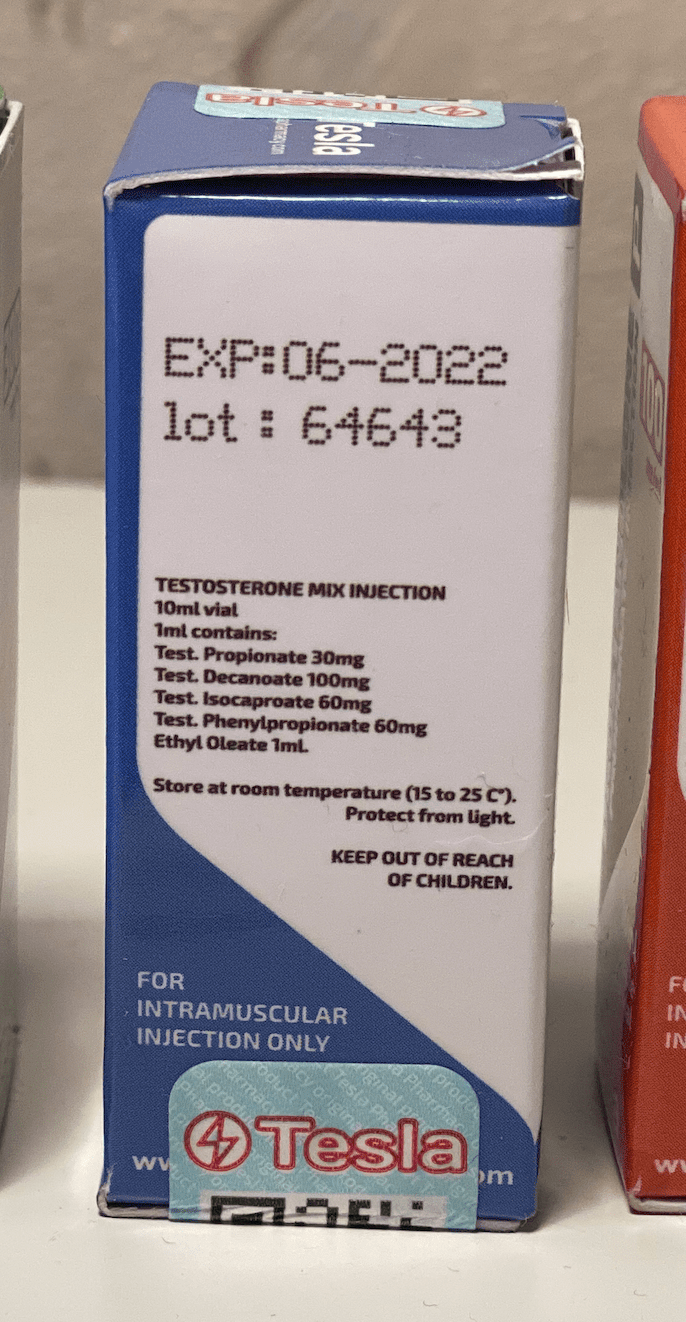 Tesla
Tesla
EXP:06-2022
lot : 64643
TESTOSTERONE MIX INJECTION
10ml vial
1ml contains:
Test. Propionate 30mg
Test. Decanoate 100mg
Test. Isocaproate 60mg
Test. Phenylpropionate 60mg
Ethyl Oleate 1mL
Store at room temperature (15 to 25 C°).
Protect from light.
KEEP OUT OF REACH
OF CHILDREN.
FOR
INTRAMUSCULAR
INJECTION ONLY
Tesla
100